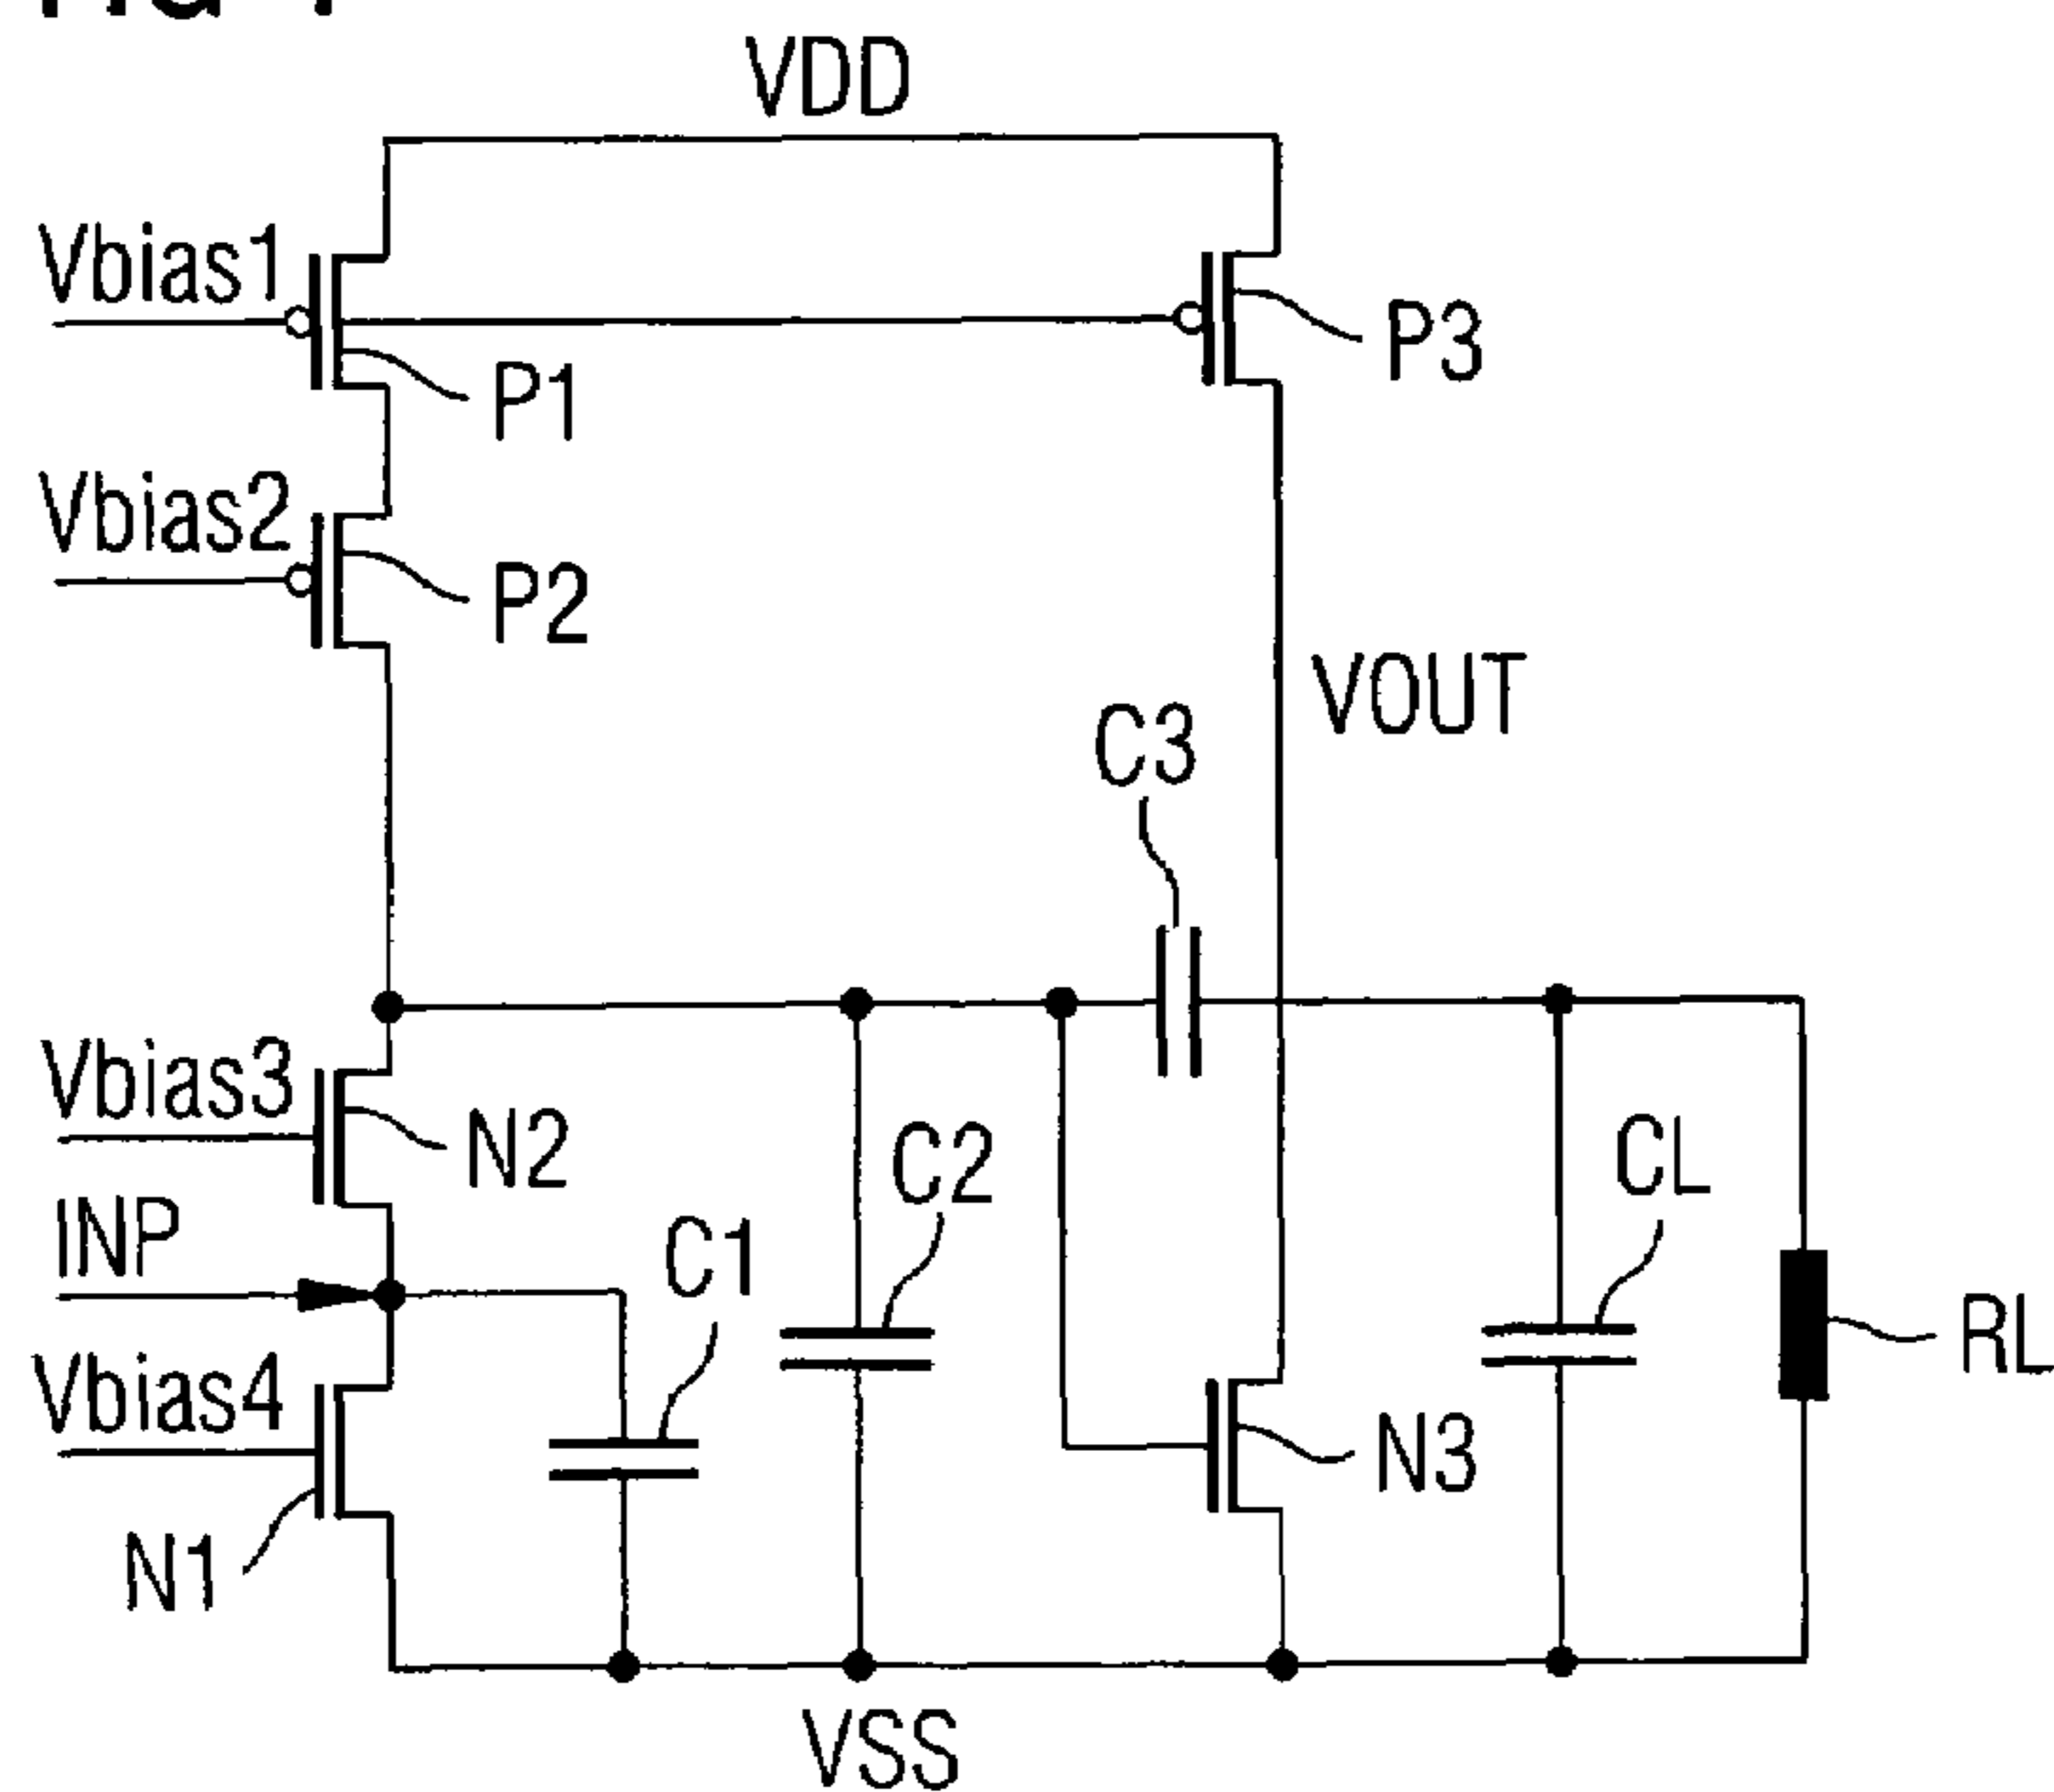 VDD
Vbias1
P3
P1
Vbias2
P2
VOUT
C3
Vbias3
N2
C2
CL
INP
C1
RL
Vbias4
N3
N1
VSS